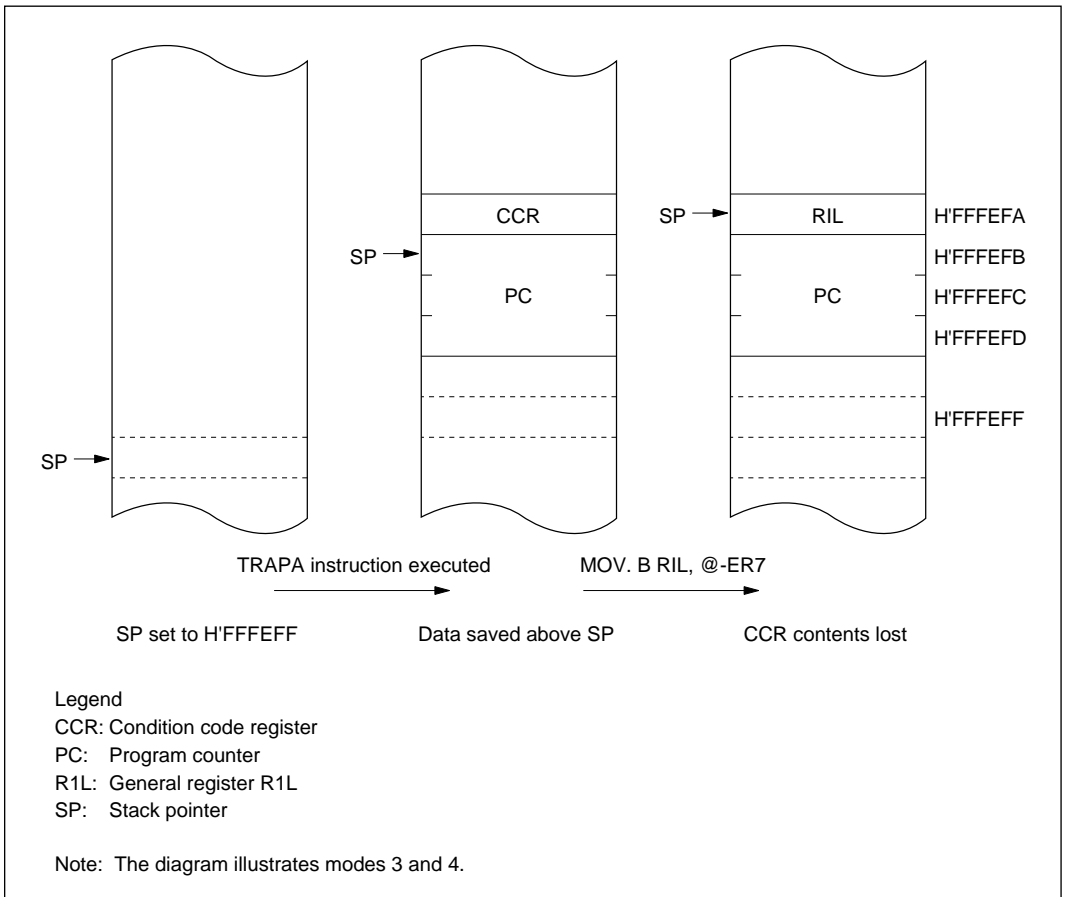 CCR
SP
RIL
H'FFFEFA
SP
H'FFFEFB
PC
PC
H'FFFEFC
H'FFFEFD
H'FFFEFF
SP
TRAPA instruction executed
MOV. B RIL, @-ER7
SP set to H'FFFEFF
Data saved above SP
CCR contents lost
Legend
CCR: Condition code register
PC: Program counter
R1L: General register R1L
SP: Stack pointer
Note: The diagram illustrates modes 3 and 4.